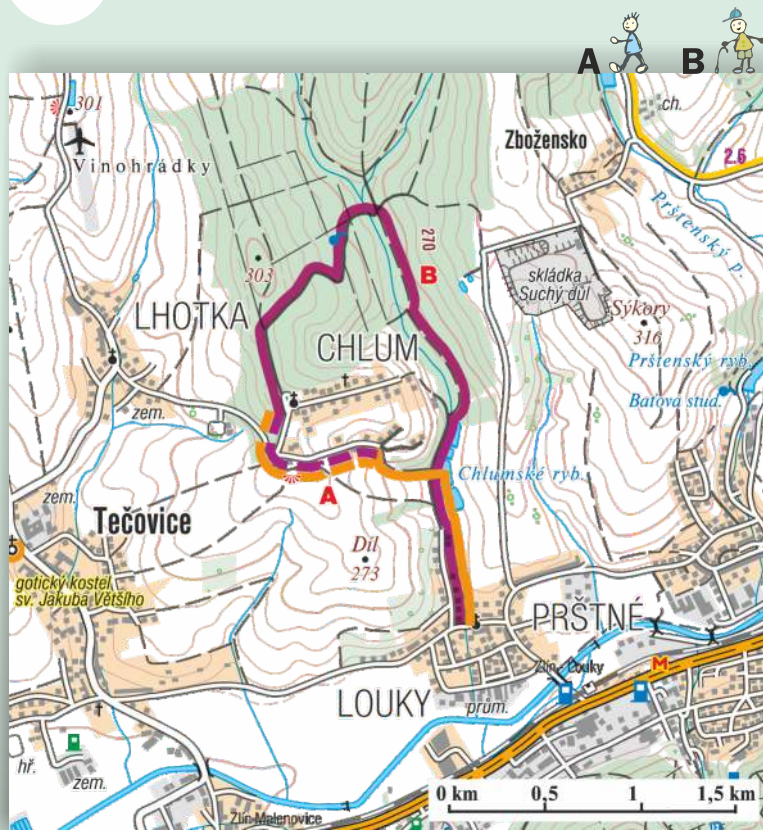 A B
301
Vinohrádky
ch.
Zbožensko
2.6
Prštenský p.
303
270
B
skládka
Suchý důl
Sýkory
316
LHOTKA
CHLUM
Prštenský ryb.
Baťova stud.
zem.
Chlumské ryb.
A
zem.
Tečovice
Díl
273
gotický kostel
sv. Jakuba Většího
PRŠTNÉ
Zlín-Louky
M
LOUKY
prům.
hř.
zem.
Zlín-Malenovice
0 km 0,5 1 1,5 km